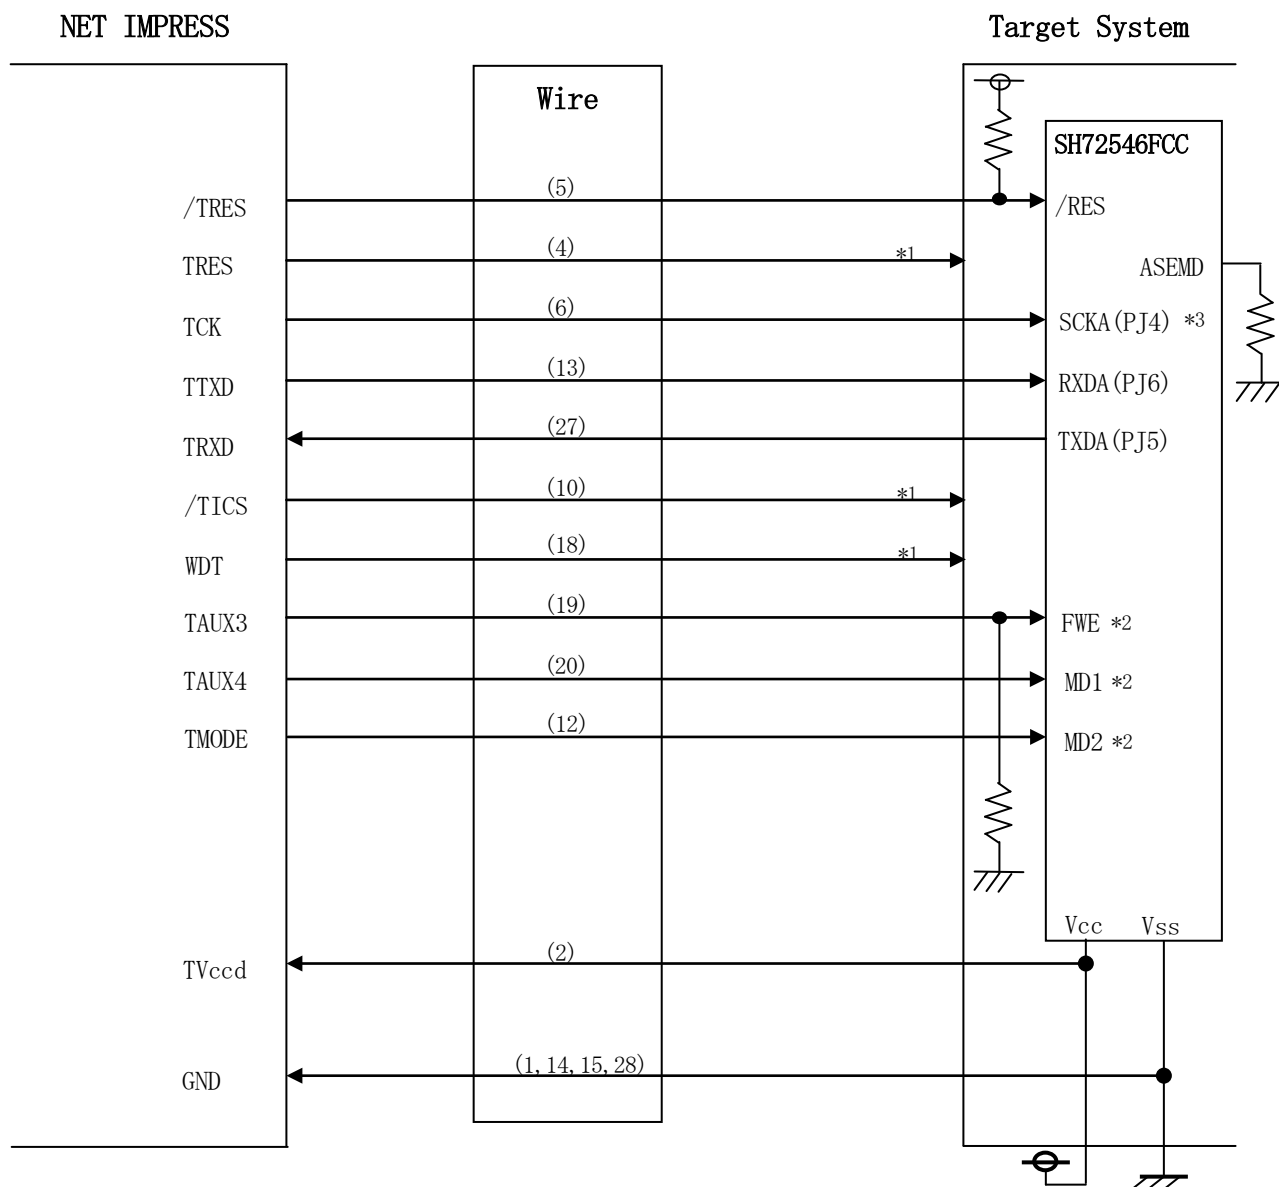 NET IMPRESS
Target System
Wire
SH72546FCC
/TRES
(5)
/RES
TRES
(4)
*1
ASEMD
TCK
(6)
SCKA(PJ4) *3
TTXD
(13)
RXDA(PJ6)
TRXD
(27)
TXDA(PJ5)
/TICS
(10)
*1
WDT
(18)
*1
TAUX3
(19)
FWE *2
TAUX4
(20)
MD1 *2
TMODE
(12)
MD2 *2
Vcc
Vss
TVccd
(2)
GND
(1,14,15,28)